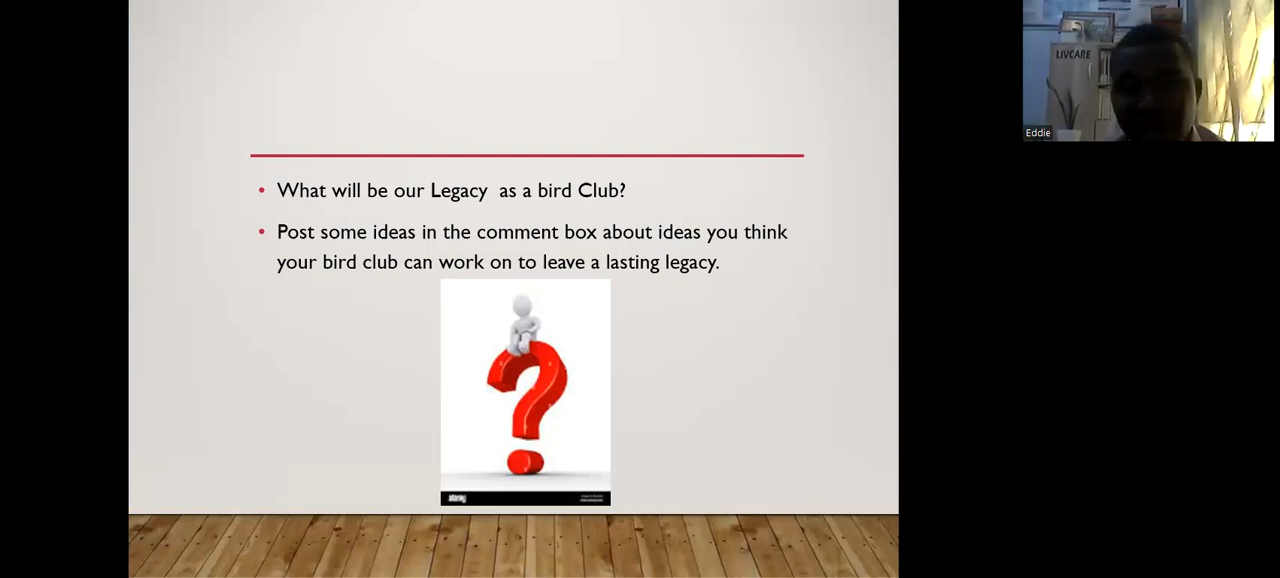 LIVCARE
Eddie
• What will be our Legacy  as a bird Club?
• Post some ideas in the comment box about ideas you think
your bird club can work on to leave a lasting legacy.
alamy